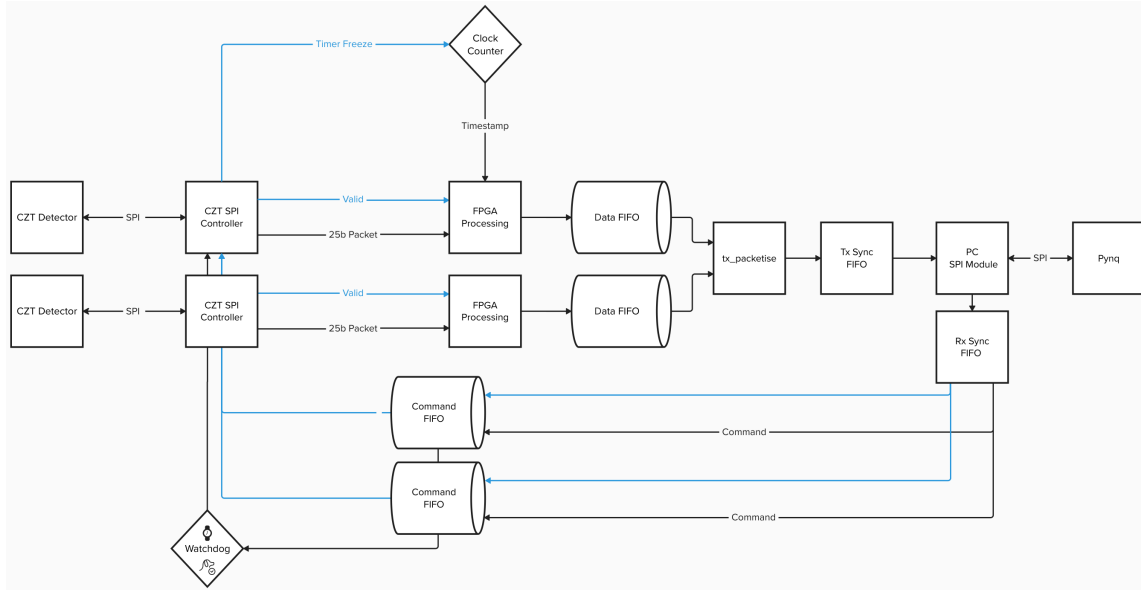 Timer Freeze
Clock
Counter
Timestamp
CZT Detector
SPI
CZT SPI
Controller
Valid
25b Packet
FPGA
Processing
Data FIFO
tx_packetise
Tx Sync
FIFO
PC
SPI Module
SPI
Pynq
CZT Detector
SPI
CZT SPI
Controller
Valid
25b Packet
FPGA
Processing
Data FIFO
Rx Sync
FIFO
Command
FIFO
Command
Command
FIFO
Command
Watchdog